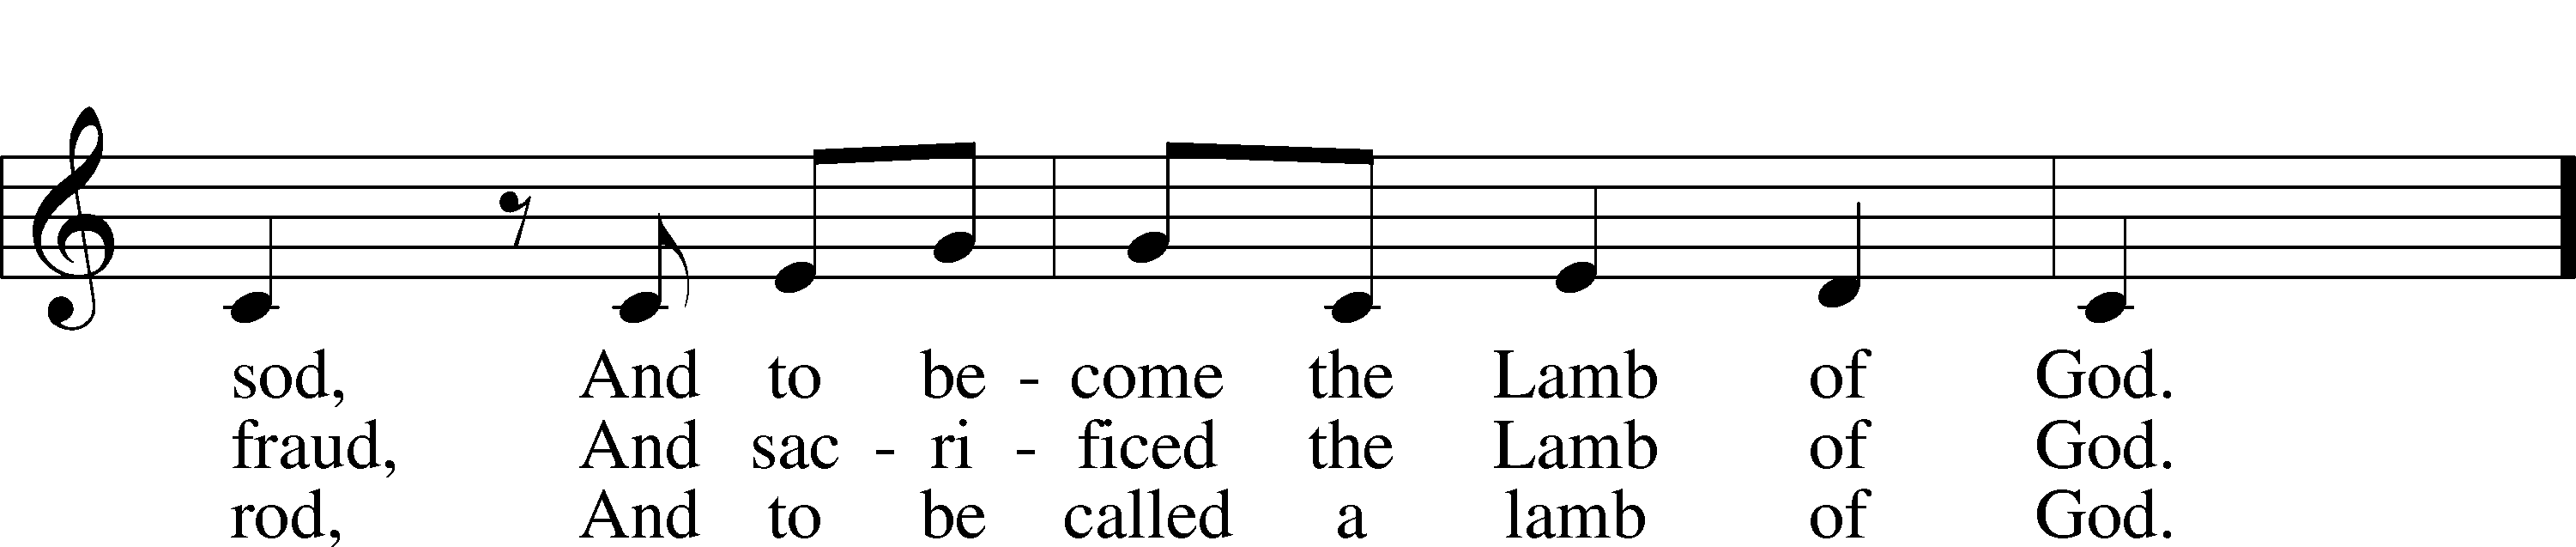 sod, And to be - come the Lamb of God.
fraud, And sac - ri - ficed the Lamb of God.
rod, And to be called a lamb of God.